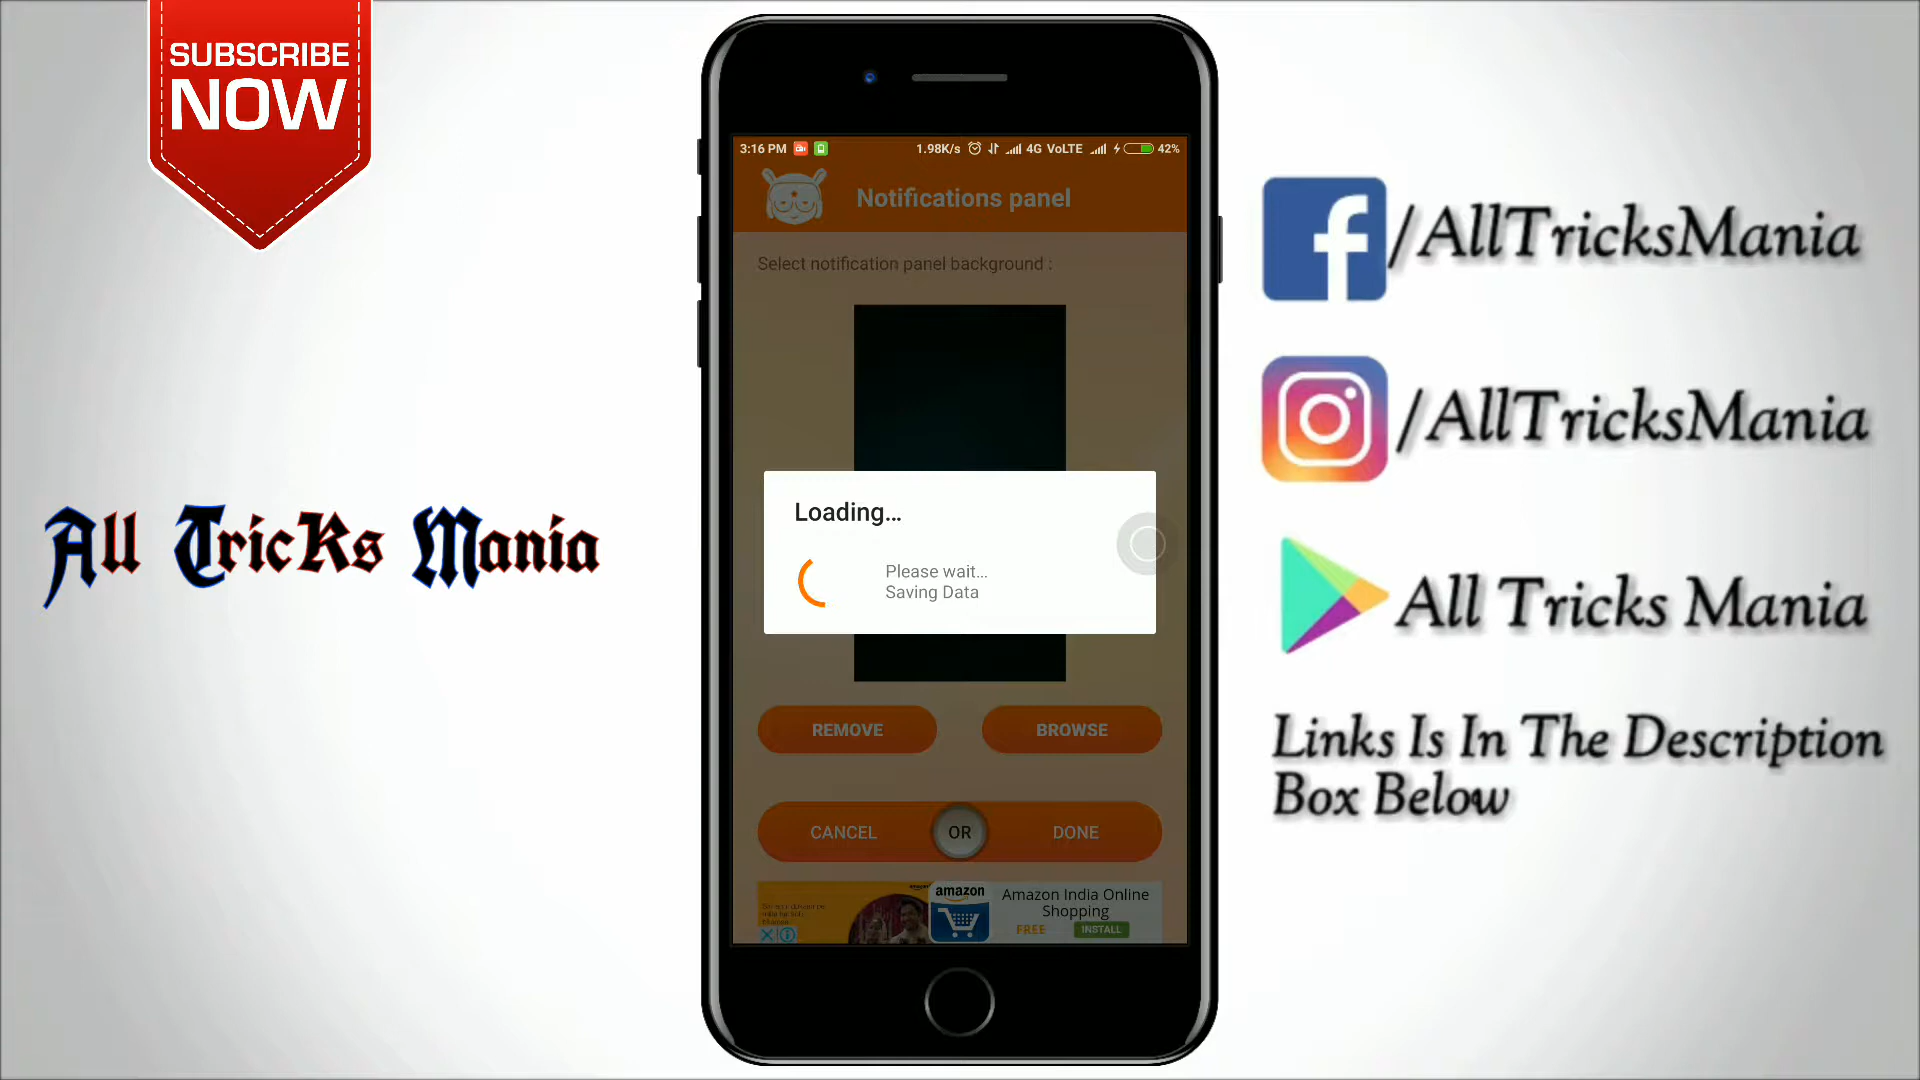 SUBSCRIBE
NOW
All TricKs Mania
3:16 PM 1.98K/s 4G VoLTE 42%
Notifications panel
Select notification panel background :
Loading...
Please wait...
Saving Data
REMOVE BROWSE
CANCEL OR DONE
amazon
Amazon India Online
Shopping
FREE INSTALL
/AllTricksMania
/AllTricksMania
All Tricks Mania
Links Is In The Description
Box Below